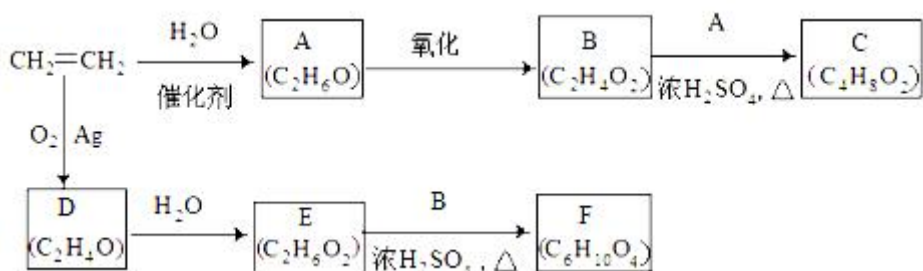 CH₂=CH₂ H₂O 催化剂 A (C₂H₆O) 氧化 B (C₂H₄O₂) A 浓H₂SO₄, △ C (C₄H₈O₂)
O₂ Ag
D (C₂H₄O) H₂O E (C₂H₆O₂) B 浓H₂SO₄, △ F (C₆H₁₀O₄)